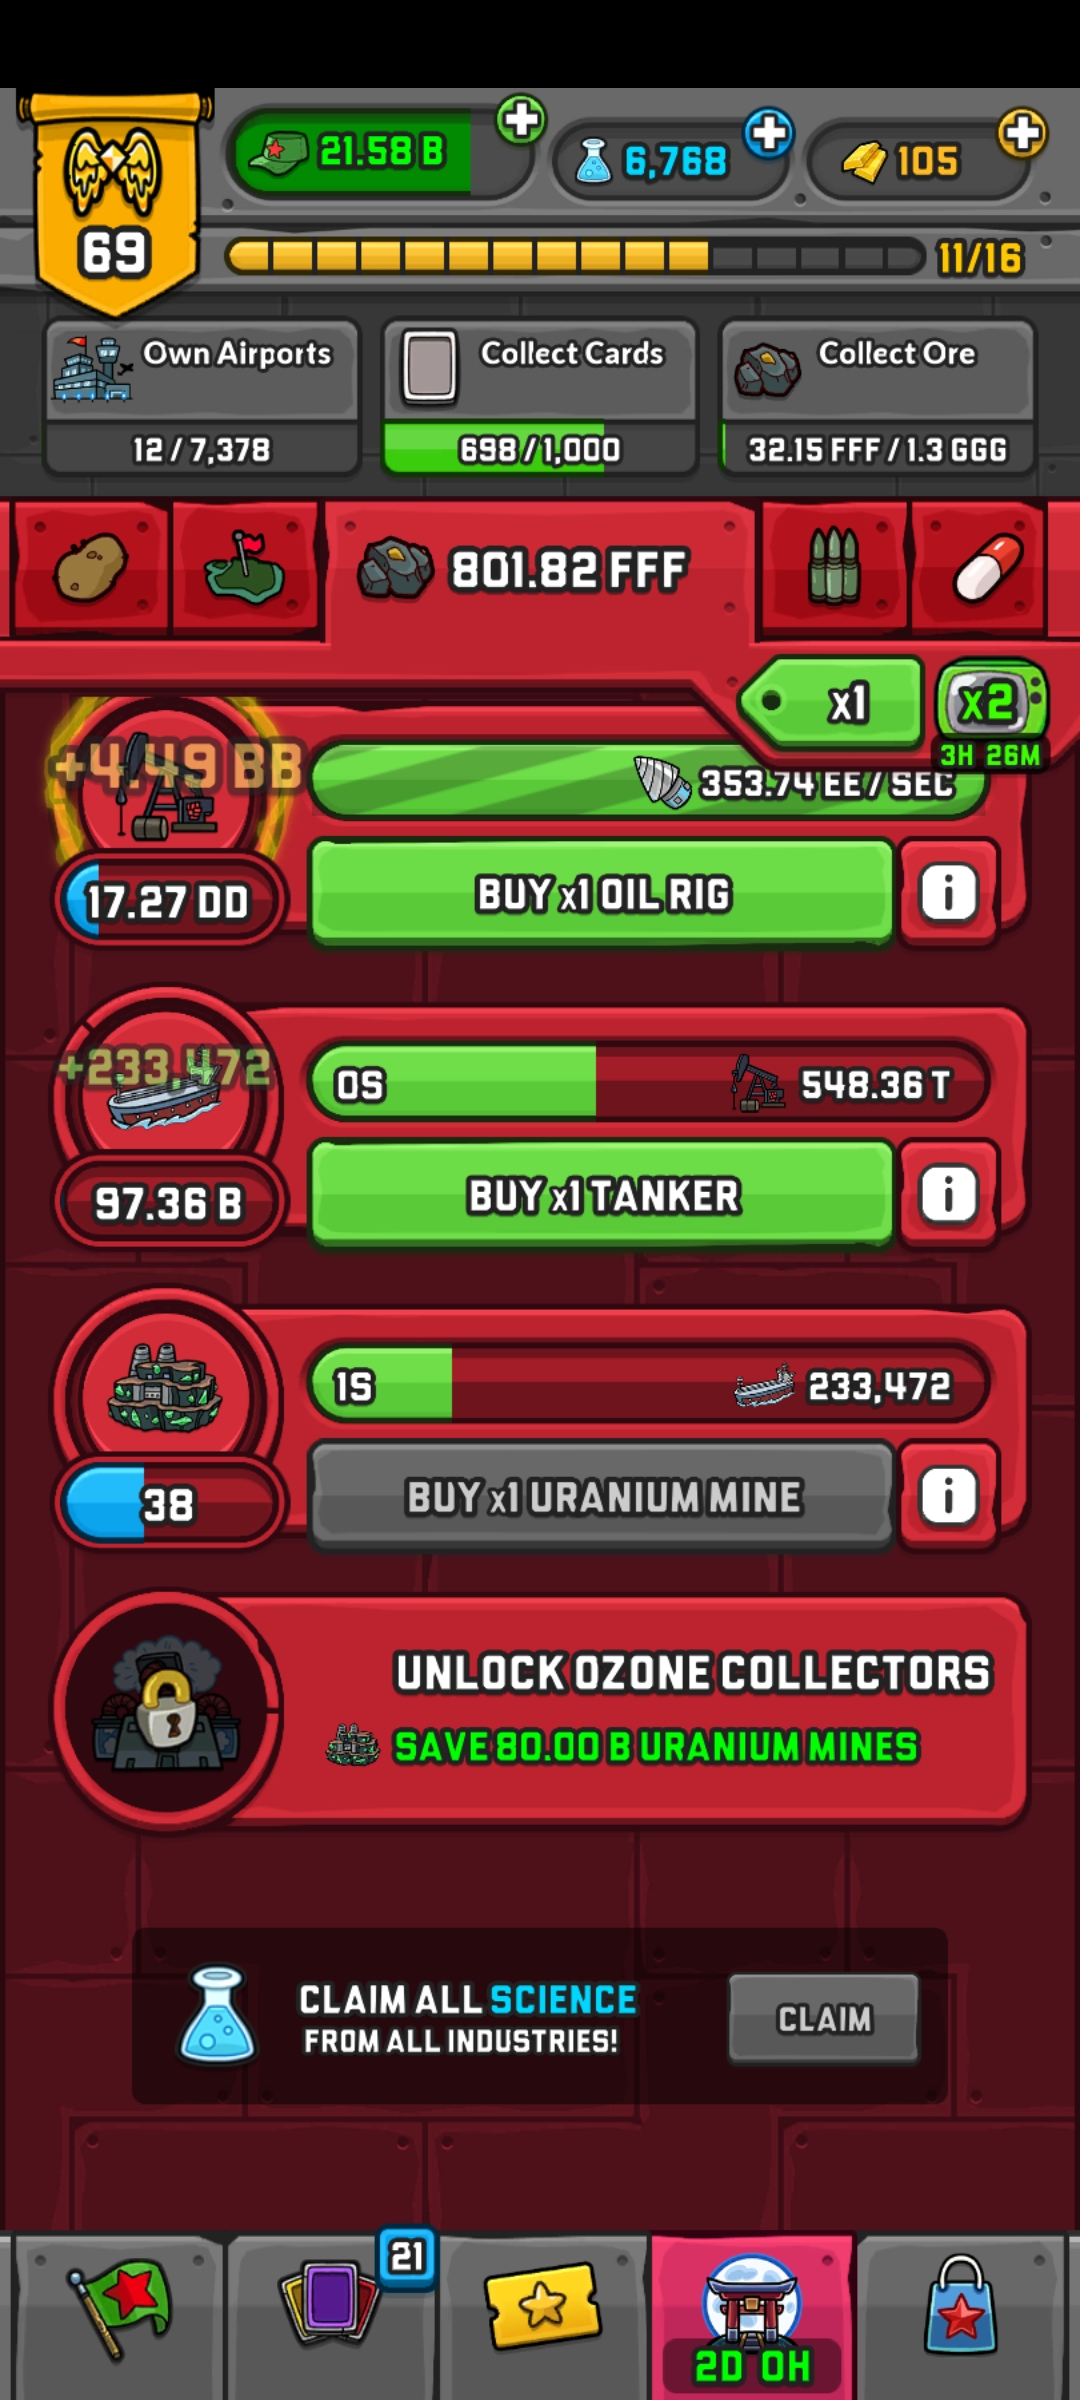 21.58 B
6,768
105
69
11/16
Own Airports
12 / 7,378
Collect Cards
698 / 1,000
Collect Ore
32.15 FFF / 1.3 GGG
801.82 FFF
x1
x2
3H 26M
+4.49 BB
353.74 EE / SEC
17.27 DD
BUY x1 OIL RIG
i
+233,472
0S
548.36 T
97.36 B
BUY x1 TANKER
i
1S
233,472
38
BUY x1 URANIUM MINE
i
UNLOCK OZONE COLLECTORS
SAVE 80.00 B URANIUM MINES
CLAIM ALL SCIENCE
FROM ALL INDUSTRIES!
CLAIM
21
2D 0H